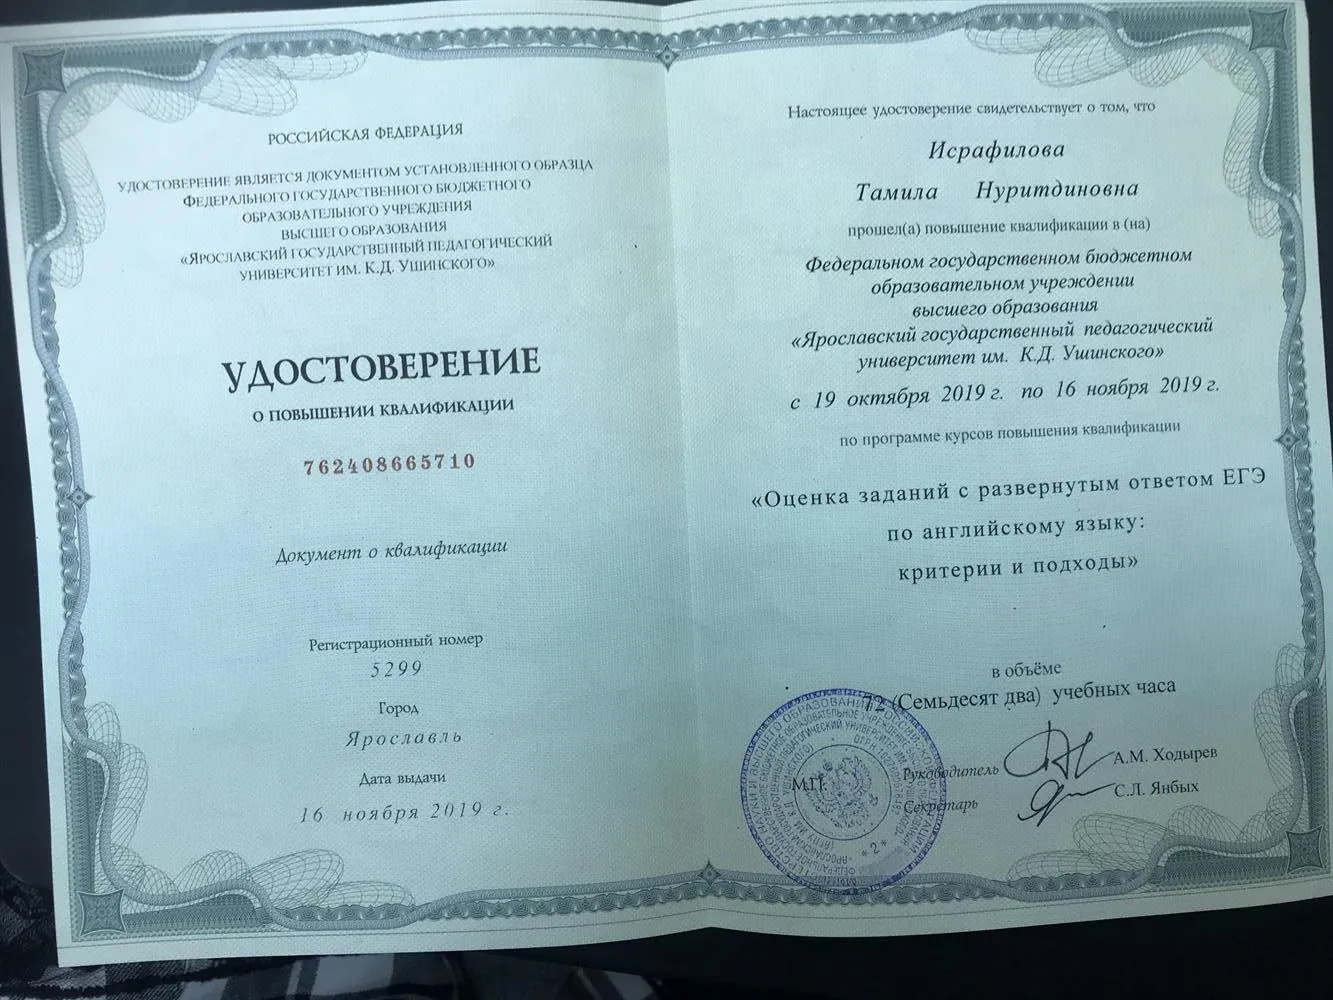 РОССИЙСКАЯ ФЕДЕРАЦИЯ
УДОСТОВЕРЕНИЕ ЯВЛЯЕТСЯ ДОКУМЕНТОМ УСТАНОВЛЕННОГО ОБРАЗЦА
ФЕДЕРАЛЬНОГО ГОСУДАРСТВЕННОГО БЮДЖЕТНОГО
ОБРАЗОВАТЕЛЬНОГО УЧРЕЖДЕНИЯ
ВЫСШЕГО ОБРАЗОВАНИЯ
«ЯРОСЛАВСКИЙ ГОСУДАРСТВЕННЫЙ ПЕДАГОГИЧЕСКИЙ
УНИВЕРСИТЕТ ИМ. К.Д. УШИНСКОГО»
УДОСТОВЕРЕНИЕ
О ПОВЫШЕНИИ КВАЛИФИКАЦИИ
762408665710
Документ о квалификации
Регистрационный номер
5299
Город
Ярославль
Дата выдачи
16 ноября 2019 г.
Настоящее удостоверение свидетельствует о том, что
Исрафилова
Тамила Нуритдиновна
прошел(а) повышение квалификации в (на)
Федеральном государственном бюджетном
образовательном учреждении
высшего образования
«Ярославский государственный педагогический
университет им. К.Д. Ушинского»
с 19 октября 2019 г. по 16 ноября 2019 г.
по программе курсов повышения квалификации
«Оценка заданий с развернутым ответом ЕГЭ
по английскому языку:
критерии и подходы»
в объёме
72 (Семьдесят два) учебных часа
М.П.
Руководитель А.М. Ходырев
Секретарь С.Л. Янбых
*2*